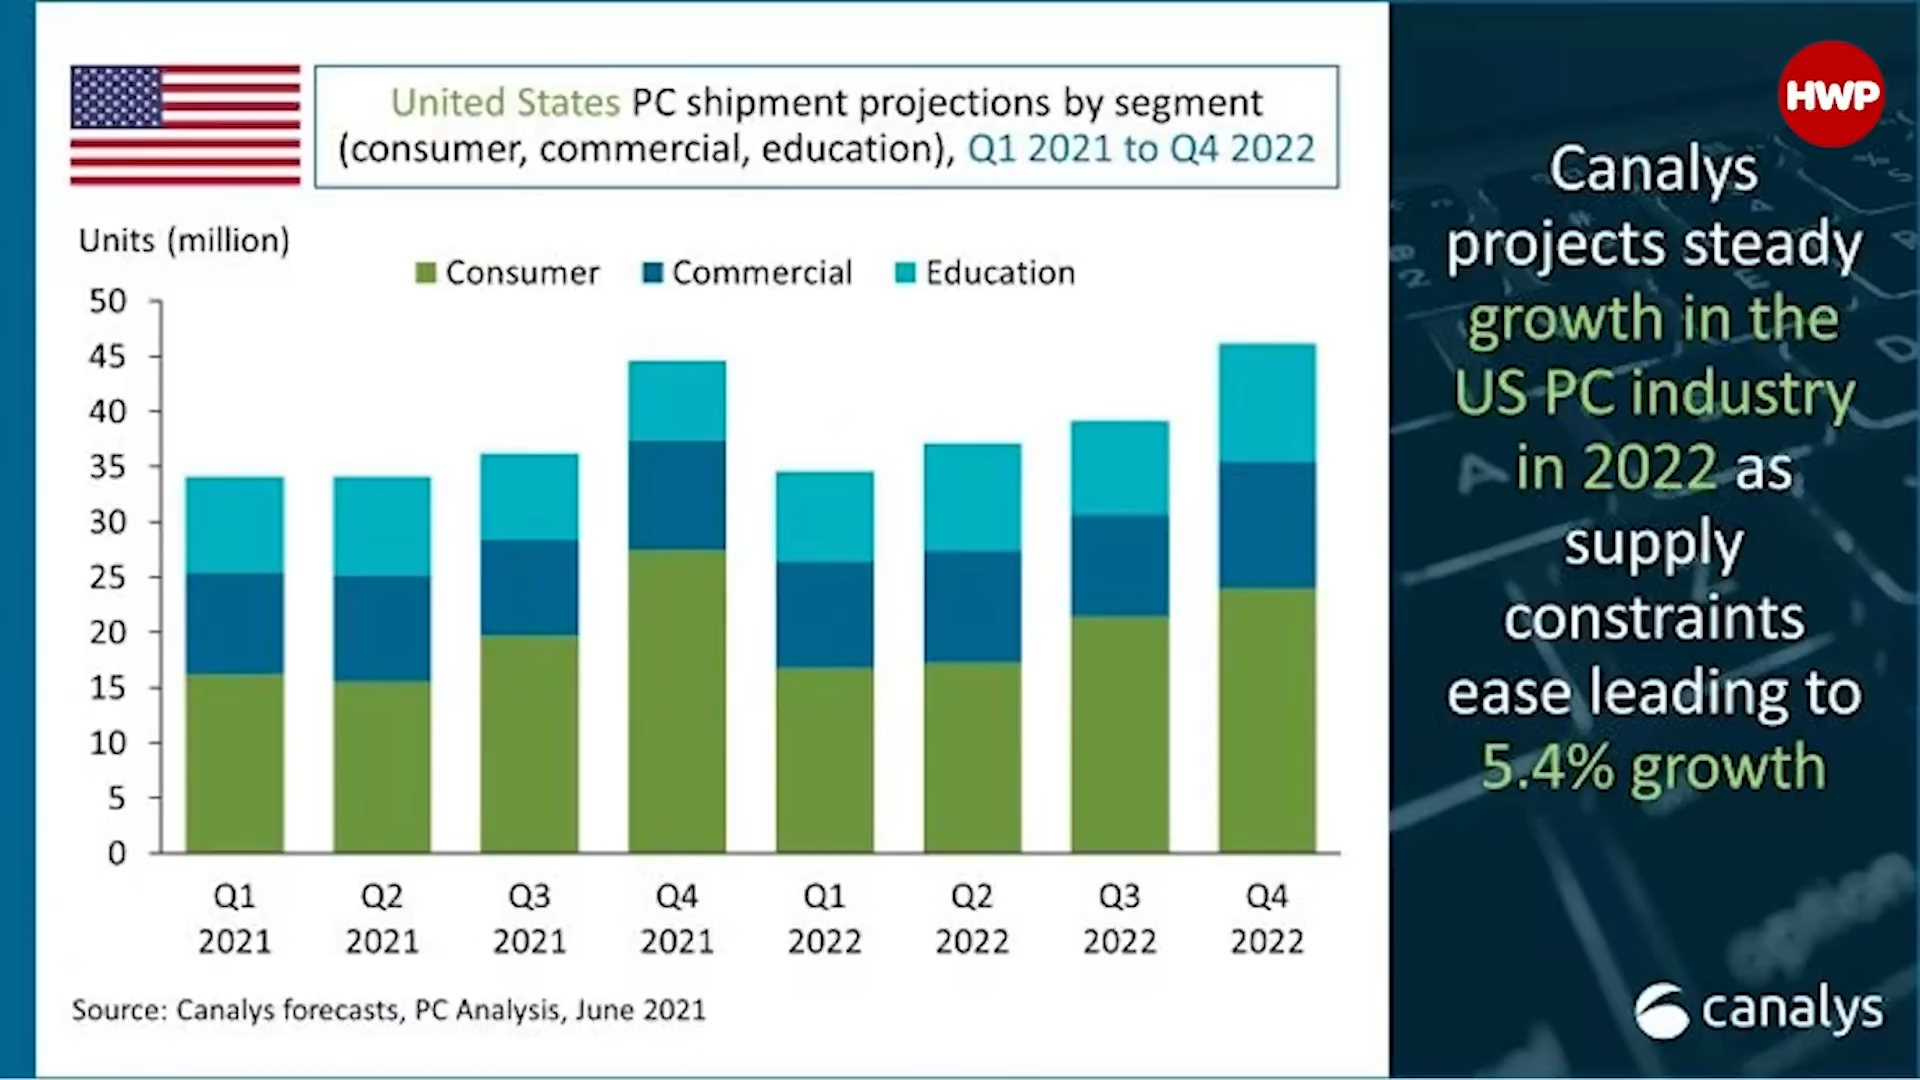 United States PC shipment projections by segment
(consumer, commercial, education), Q1 2021 to Q4 2022
Units (million)
Consumer Commercial Education
50
45
40
35
30
25
20
15
10
5
0
Q1 Q2 Q3 Q4 Q1 Q2 Q3 Q4
2021 2021 2021 2021 2022 2022 2022 2022
Source: Canalys forecasts, PC Analysis, June 2021
HWP
Canalys
projects steady
growth in the
US PC industry
in 2022 as
supply
constraints
ease leading to
5.4% growth
canalys